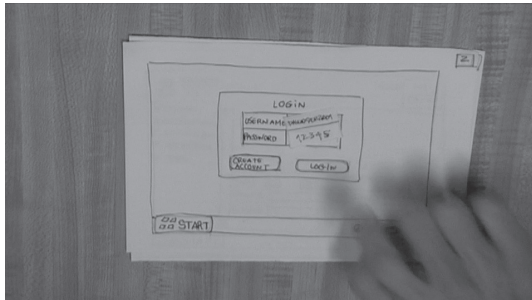 2
LOGIN
USERNAME
PASSWORD 12345
CREATE ACCOUNT
LOGIN
START